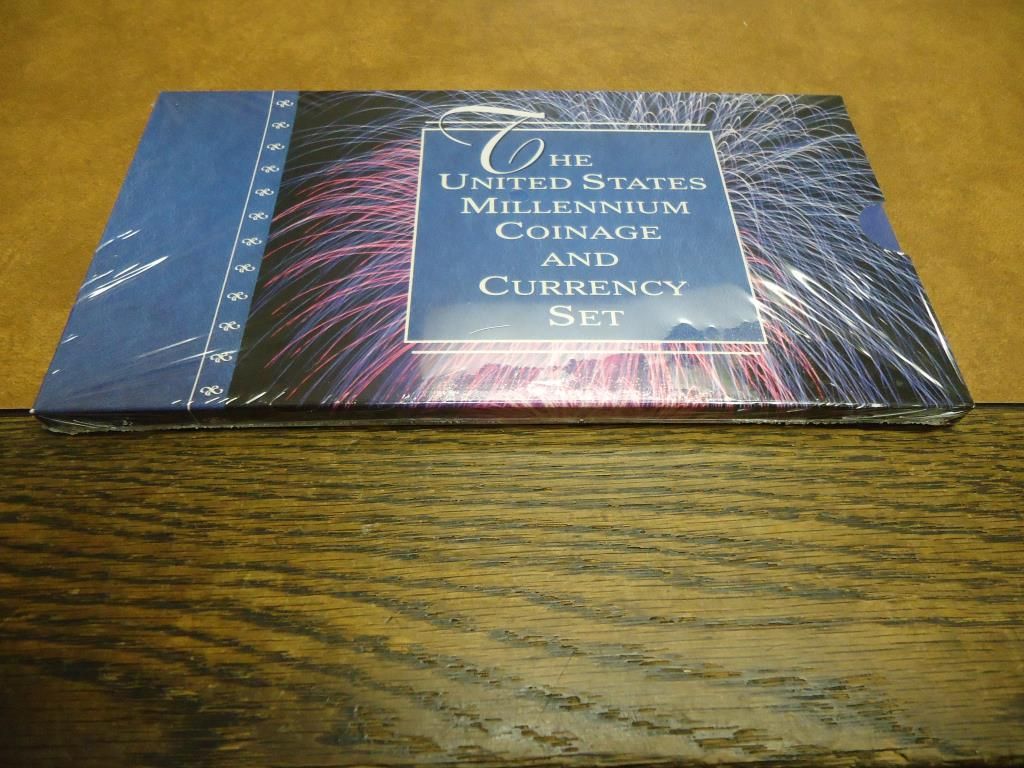 The
United States
Millennium
Coinage
and
Currency
Set